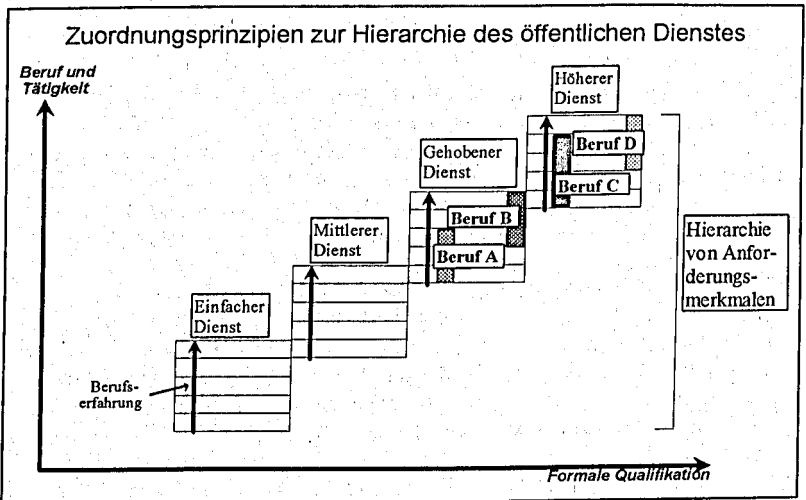 Zuordnungsprinzipien zur Hierarchie des öffentlichen Dienstes
Beruf und
Tätigkeit
Höherer
Dienst
Beruf D
Beruf C
Gehobener
Dienst
Beruf B
Beruf A
Mittlerer
Dienst
Einfacher
Dienst
Berufs-
erfahrung
Hierarchie
von Anfor-
derungs-
merkmalen
Formale Qualifikation